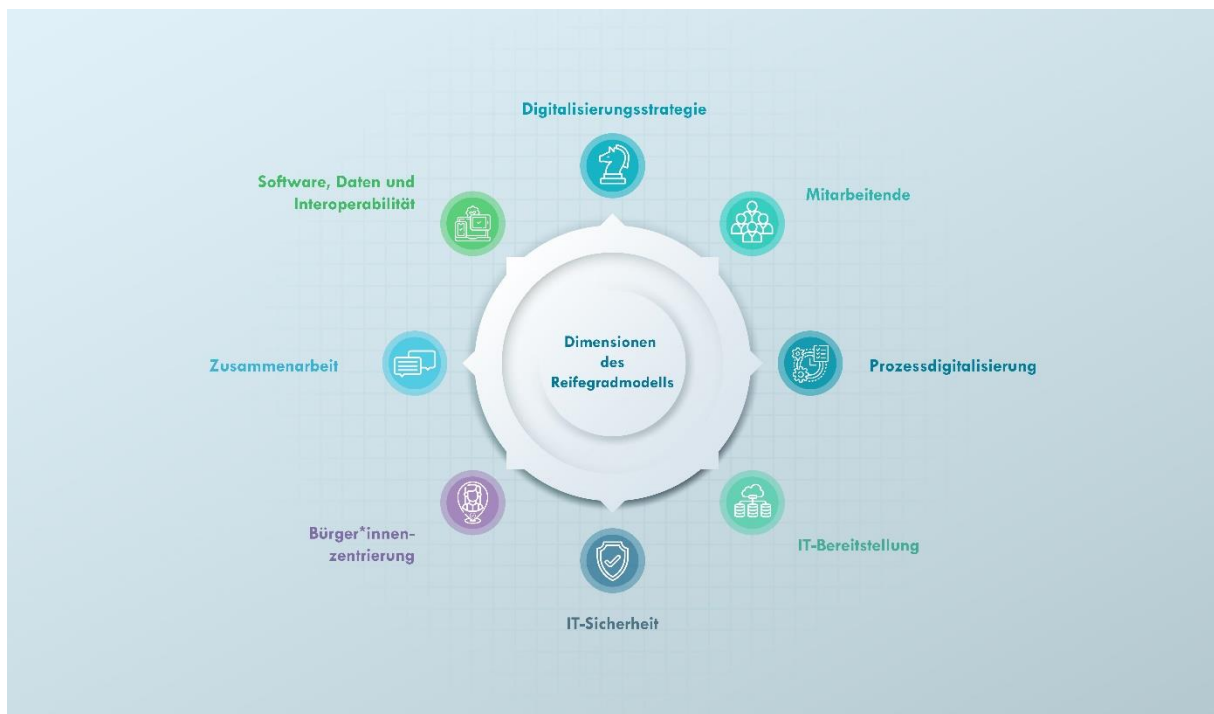 Digitalisierungsstrategie
Software, Daten und
Interoperabilität
Mitarbeitende
Zusammenarbeit
Dimensionen
des
Reifegradmodells
Prozessdigitalisierung
Bürger*innen-
zentrierung
IT-Bereitstellung
IT-Sicherheit